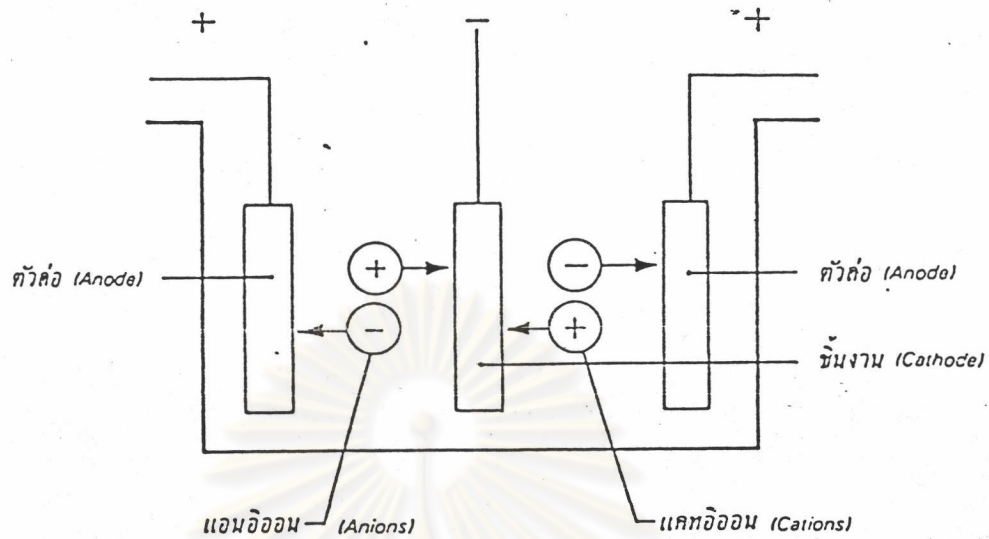 + − +
+ −
ตัวล่อ (Anode) ตัวล่อ (Anode)
− +
ชิ้นงาน (Cathode)
แอนอิออน (Anions) แคทอิออน (Cations)